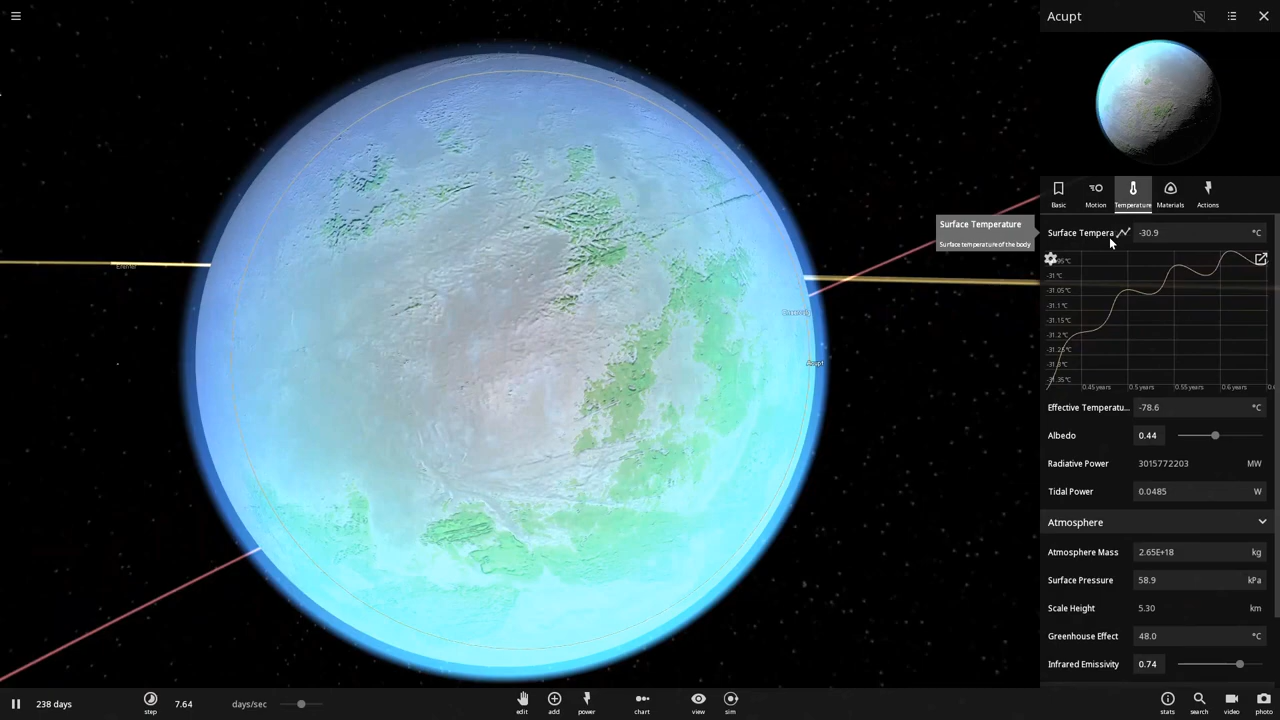 Acupt
Basic
Motion
Temperature
Materials
Actions
Surface Temperature
Surface temperature of the body
Surface Tempera
-30.9
°C
-31 °C
-31.05 °C
-31.1 °C
-31.15 °C
-31.2 °C
-31.35 °C
0.45 years
0.5 years
0.55 years
0.6 years
Effective Temperatu...
-78.6
°C
Albedo
0.44
Radiative Power
3015772203
MW
Tidal Power
0.0485
W
Atmosphere
Atmosphere Mass
2.65E+18
kg
Surface Pressure
58.9
kPa
Scale Height
5.30
km
Greenhouse Effect
48.0
°C
Infrared Emissivity
0.74
Acupt
238 days
step
7.64
days/sec
edit
add
power
chart
view
sim
stats
search
video
photo